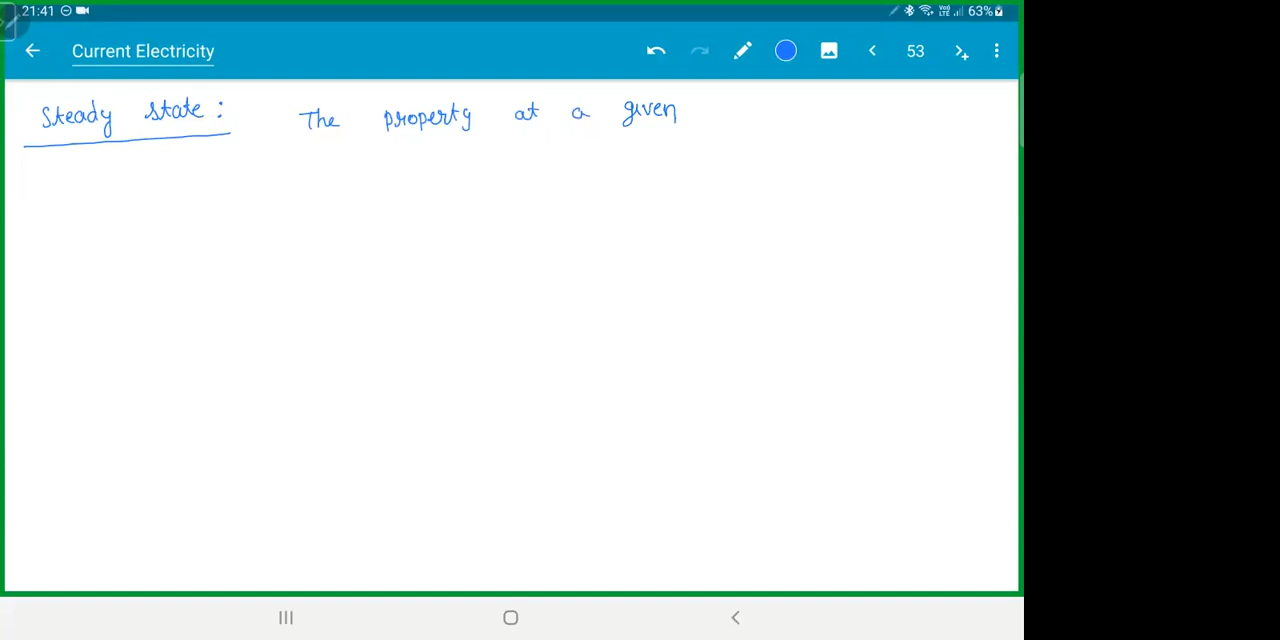 21:41 63%
Current Electricity 53
Steady state: The property at a given